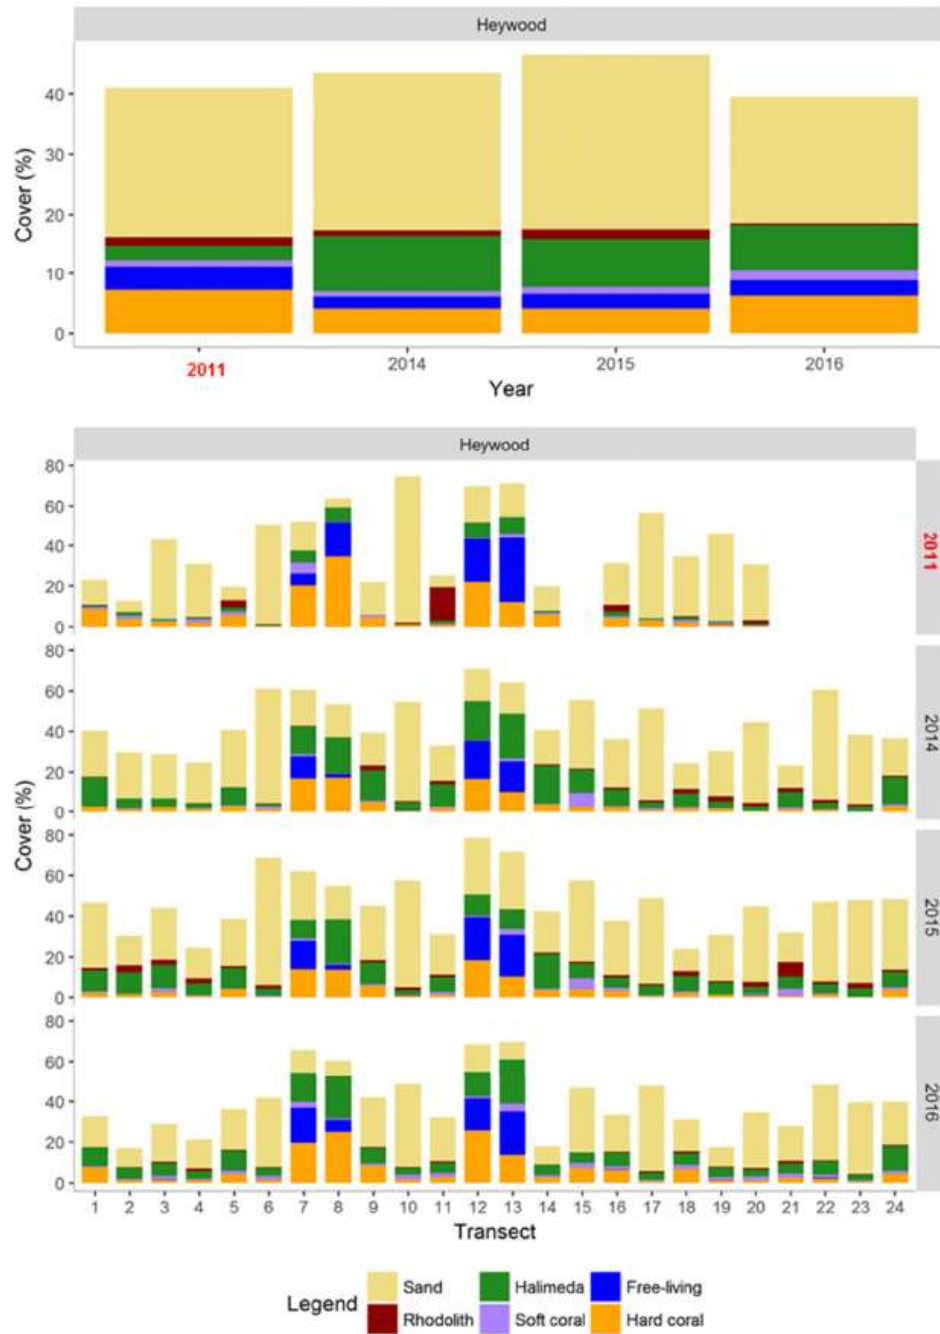 Heywood
Cover (%)
40
30
20
10
0
2011 2014 2015 2016
Year
Heywood
Cover (%)
80
60
40
20
0
2011
80
60
40
20
0
2014
80
60
40
20
0
2015
80
60
40
20
0
2016
1 2 3 4 5 6 7 8 9 10 11 12 13 14 15 16 17 18 19 20 21 22 23 24
Transect
Legend
Sand Halimeda Free-living
Rhodolith Soft coral Hard coral